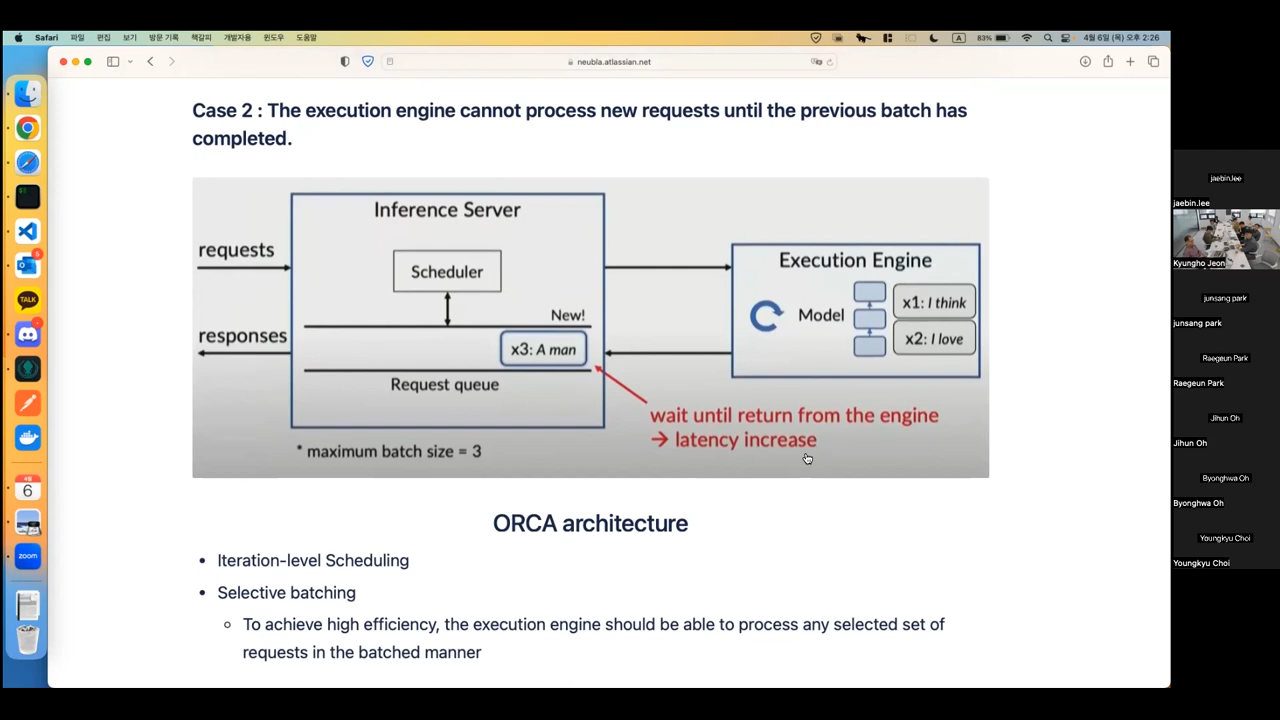 Safari 파일 편집 보기 방문 기록 책갈피 개발자용 윈도우 도움말
A 83% 4월 6일 (목) 오후 2:26
neubla.atlassian.net
Case 2 : The execution engine cannot process new requests until the previous batch has
completed.
Inference Server
requests
Scheduler
Execution Engine
New!
Model
x1: I think
responses
x3: A man
x2: I love
Request queue
wait until return from the engine
→ latency increase
* maximum batch size = 3
ORCA architecture
• Iteration-level Scheduling
• Selective batching
◦ To achieve high efficiency, the execution engine should be able to process any selected set of
requests in the batched manner
TALK
6
zoom
jaebin.lee
jaebin.lee
Kyungho Jeon
junsang park
junsang park
Raegeun Park
Raegeun Park
Jihun Oh
Jihun Oh
Byonghwa Oh
Byonghwa Oh
Youngkyu Choi
Youngkyu Choi